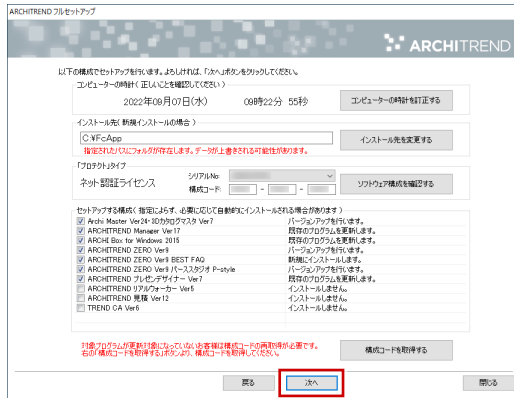 ARCHITREND フルセットアップ
ARCHITREND
以下の構成でセットアップを行います。よろしければ、「次へ」ボタンをクリックしてください。
コンピューターの時計( 正しいことを確認してください )
2022年09月07日(水) 09時22分 55秒 コンピューターの時計を訂正する
インストール先( 新規インストールの場合 )
C:¥FcApp インストール先を変更する
指定されたパスにフォルダが存在します。データが上書きされる可能性があります。
「プロテクト」タイプ
ネット認証ライセンス シリアルNo: ソフトウェア構成を確認する
構成コード: - -
セットアップする構成( 指定によらず、必要に応じて自動的にインストールされる場合があります )
Archi Master Ver24・3Dカタログマスタ Ver7 バージョンアップを行います。
ARCHITREND Manager Ver17 既存のプログラムを更新します。
ARCHI Box for Windows 2015 既存のプログラムを更新します。
ARCHITREND ZERO Ver9 バージョンアップを行います。
ARCHITREND ZERO Ver9 BEST FAQ 新規にインストールします。
ARCHITREND ZERO Ver9 パーススタジオ P-style バージョンアップを行います。
ARCHITREND プレゼンデザイナー Ver7 既存のプログラムを更新します。
ARCHITREND リアルウォーカー Ver5 インストールしません。
ARCHITREND 見積 Ver12 インストールしません。
TREND CA Ver6 インストールしません。
対象プログラムが更新対象になっていないお客様は構成コードの再取得が必要です。
右の「構成コードを取得する」ボタンより、構成コードを取得してください。
構成コードを取得する
戻る 次へ 閉じる